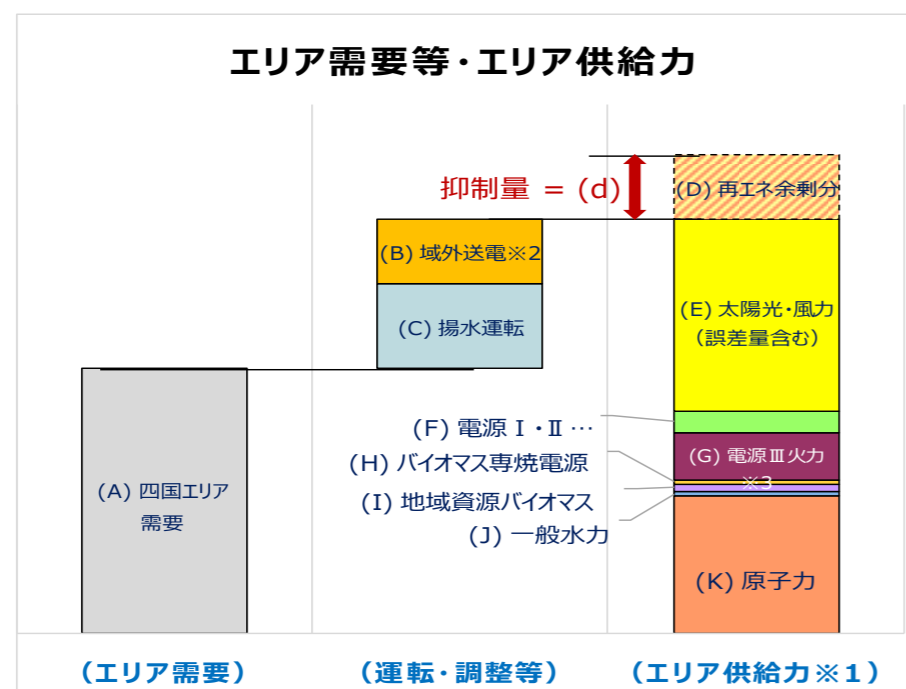 エリア需要等・エリア供給力
抑制量 = (d)
(D) 再エネ余剰分
(B) 域外送電※2
(C) 揚水運転
(E) 太陽光・風力
(誤差量含む)
(F) 電源Ⅰ・Ⅱ…
(G) 電源Ⅲ火力
※3
(H) バイオマス専焼電源
(I) 地域資源バイオマス
(J) 一般水力
(A) 四国エリア
需要
(K) 原子力
(エリア需要)
(運転・調整等)
(エリア供給力※1)